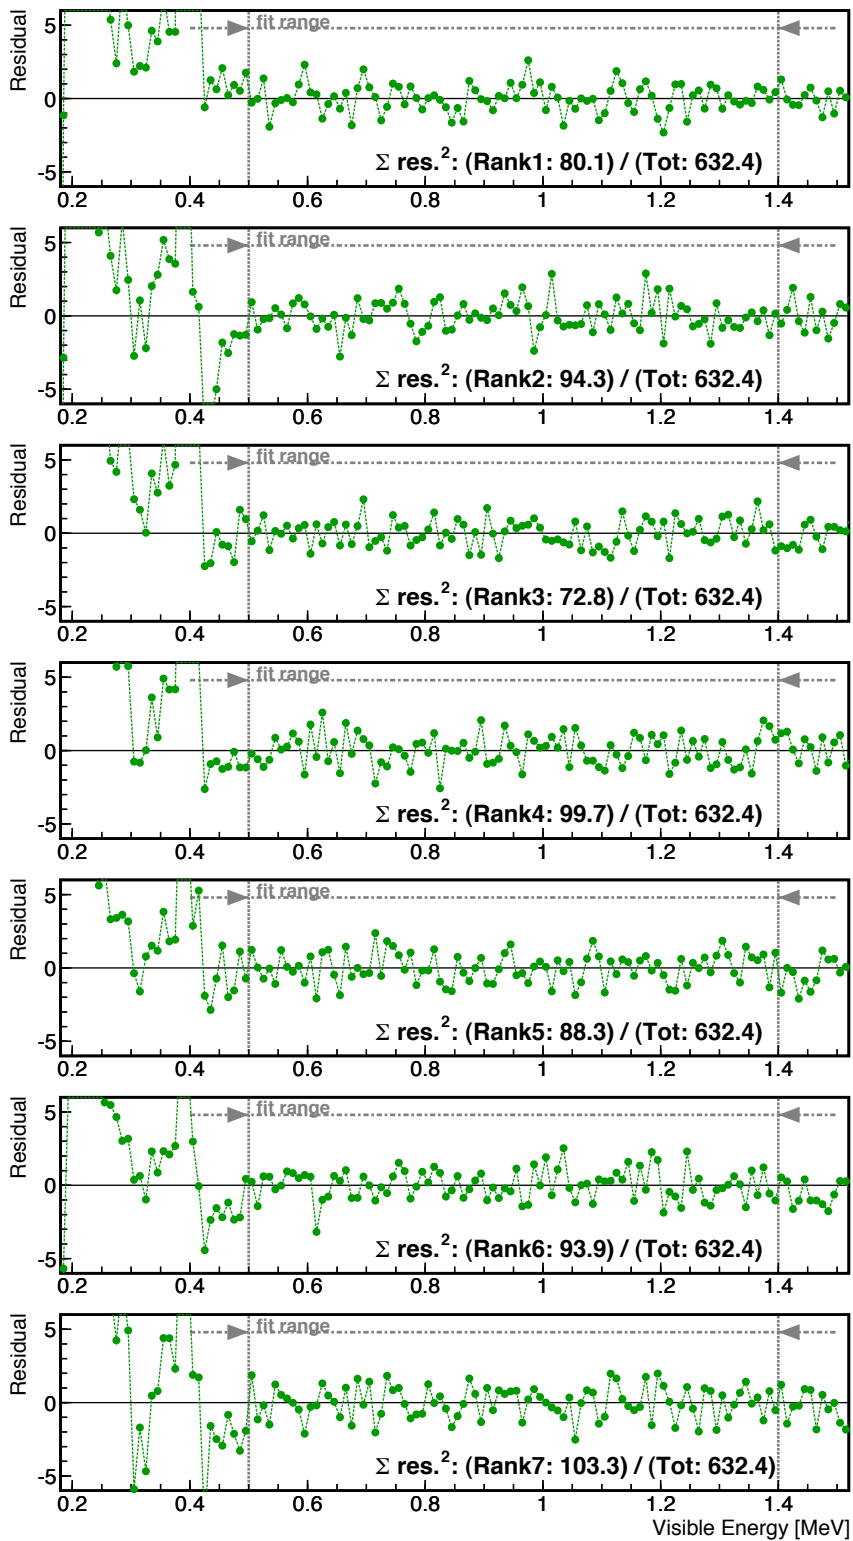 Residual
5
0
-5
fit range
Σ res.²: (Rank1: 80.1) / (Tot: 632.4)
0.2 0.4 0.6 0.8 1 1.2 1.4
Residual
5
0
-5
fit range
Σ res.²: (Rank2: 94.3) / (Tot: 632.4)
0.2 0.4 0.6 0.8 1 1.2 1.4
Residual
5
0
-5
fit range
Σ res.²: (Rank3: 72.8) / (Tot: 632.4)
0.2 0.4 0.6 0.8 1 1.2 1.4
Residual
5
0
-5
fit range
Σ res.²: (Rank4: 99.7) / (Tot: 632.4)
0.2 0.4 0.6 0.8 1 1.2 1.4
Residual
5
0
-5
fit range
Σ res.²: (Rank5: 88.3) / (Tot: 632.4)
0.2 0.4 0.6 0.8 1 1.2 1.4
Residual
5
0
-5
fit range
Σ res.²: (Rank6: 93.9) / (Tot: 632.4)
0.2 0.4 0.6 0.8 1 1.2 1.4
Residual
5
0
-5
fit range
Σ res.²: (Rank7: 103.3) / (Tot: 632.4)
0.2 0.4 0.6 0.8 1 1.2 1.4
Visible Energy [MeV]